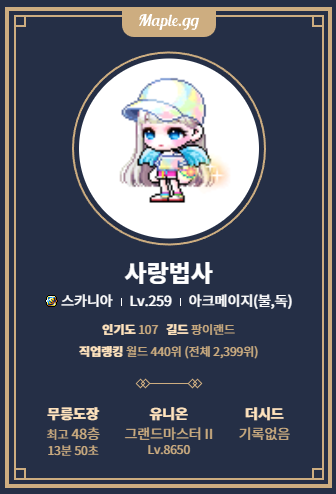 Maple.gg
사랑법사
스카니아 | Lv.259 | 아크메이지(불,독)
인기도 107 길드 팡이랜드
직업랭킹 월드 440위 (전체 2,399위)
무릉도장 유니온 더시드
최고 48층 그랜드마스터 II 기록없음
13분 50초 Lv.8650